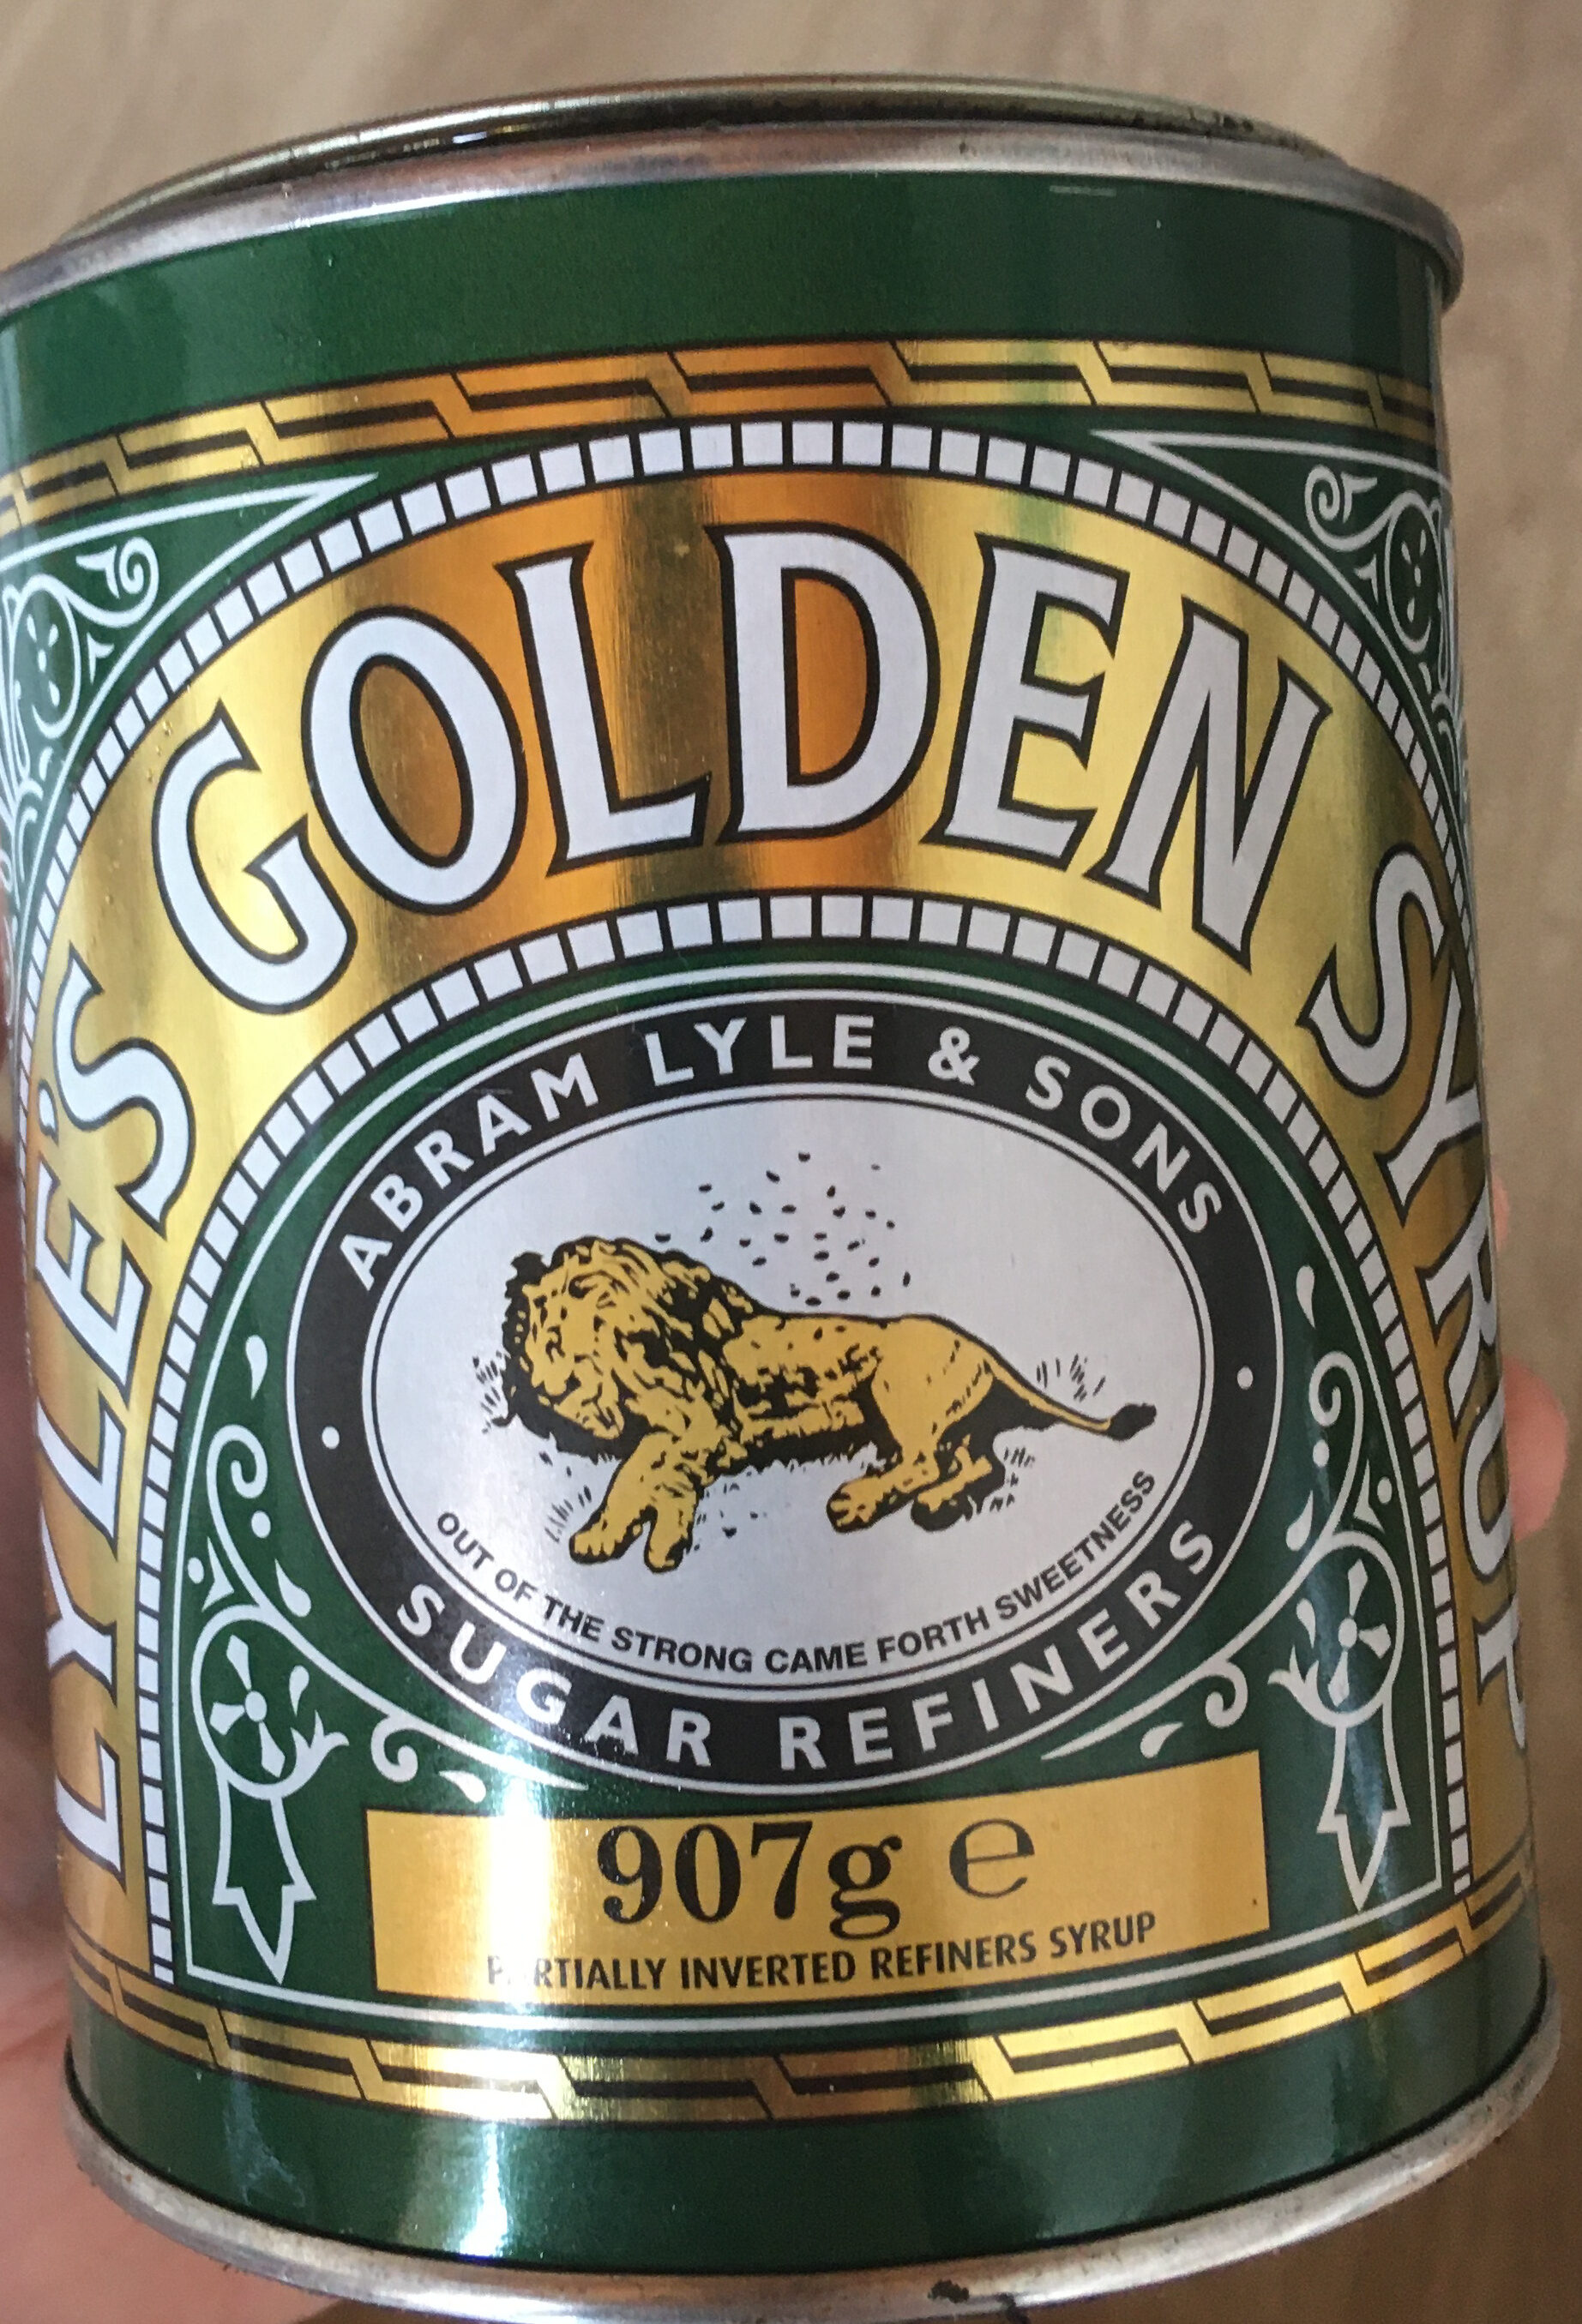 LYLE'S GOLDEN SYRUP
ABRAM LYLE & SONS
OUT OF THE STRONG CAME FORTH SWEETNESS
SUGAR REFINERS
907g ℮
PARTIALLY INVERTED REFINERS SYRUP